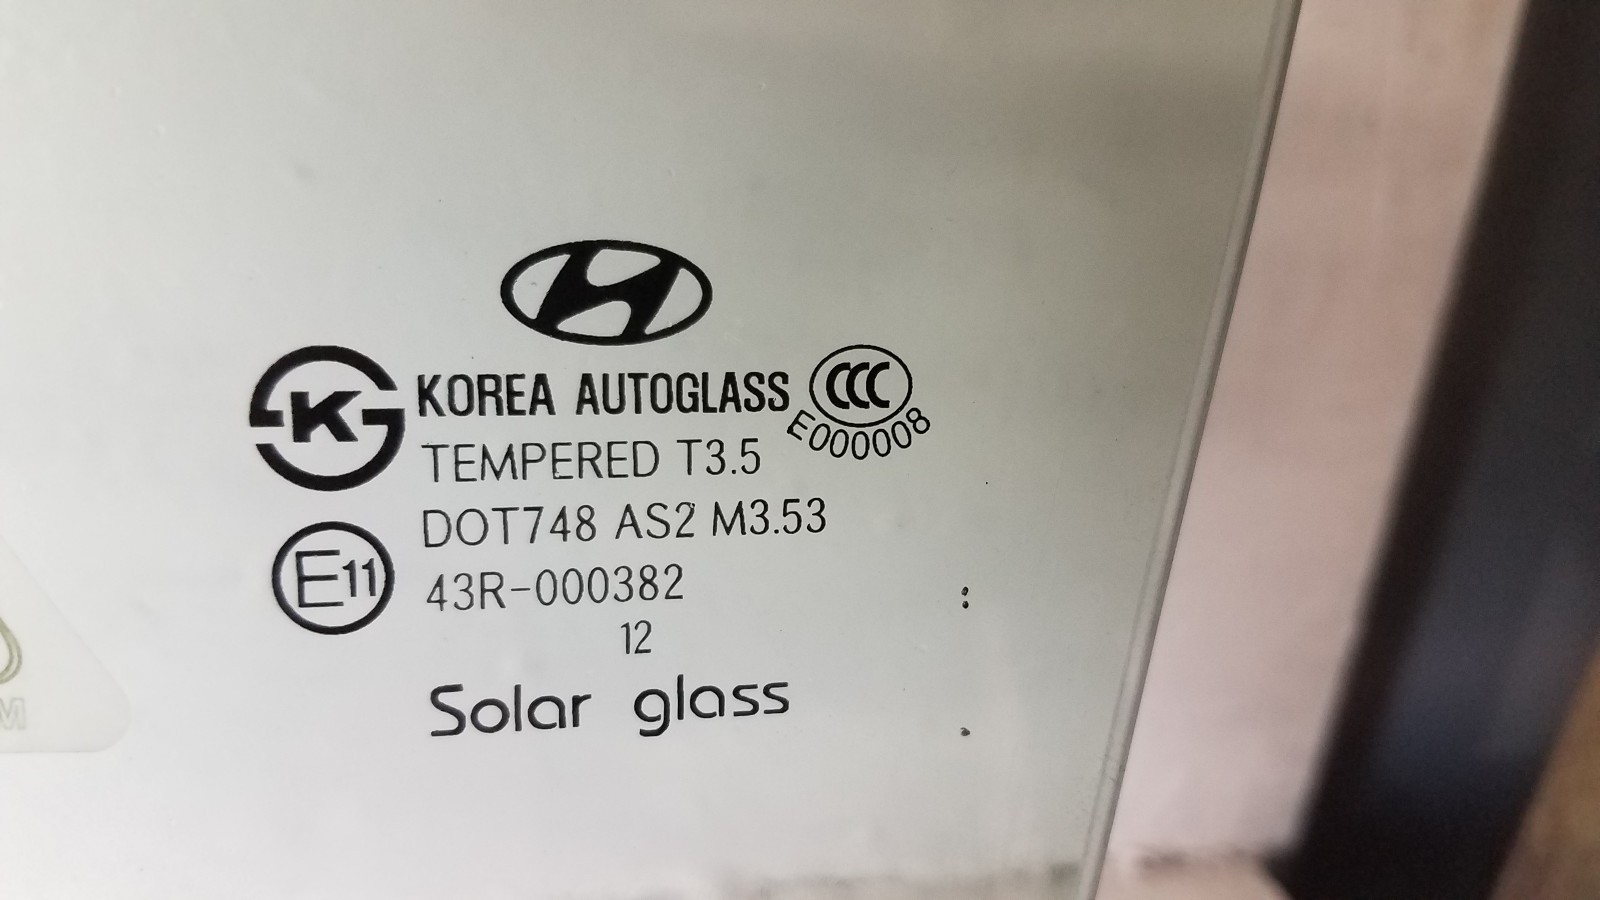 KOREA AUTOGLASS
CCC
E000008
K
TEMPERED T3.5
DOT748 AS2 M3.53
E11
43R-000382
12
Solar glass
M